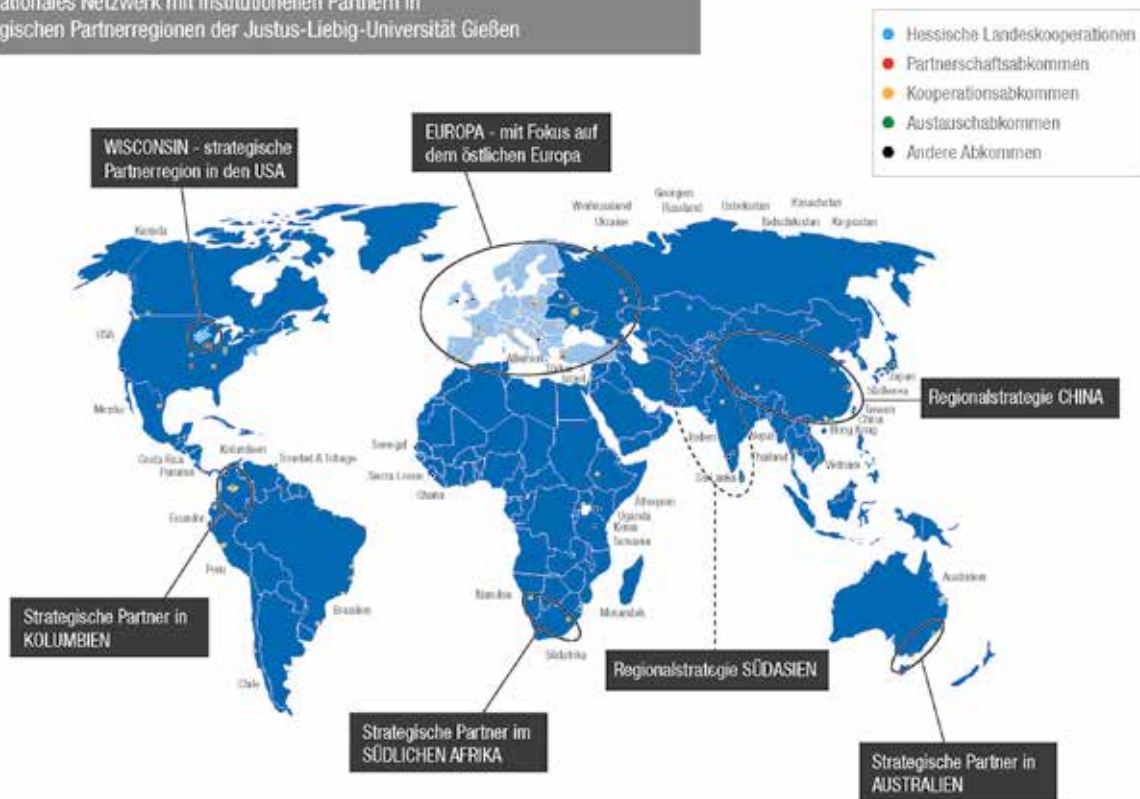 ationales Netzwerk mit institutionellen Partnern in
gischen Partnerregionen der Justus-Liebig-Universität Gießen
Hessische Landeskooperationen
Partnerschaftsabkommen
Kooperationsabkommen
Austauschabkommen
Andere Abkommen
WISCONSIN - strategische
Partnerregion in den USA
EUROPA - mit Fokus auf
dem östlichen Europa
Georgien
Weißrussland
Russland
Usbekistan
Kasachstan
Ukraine
Tadschikistan
Kirgisistan
Kanada
USA
Mexiko
Albanien
Türkei
Israel
Japan
Südkorea
Taiwan
China
Hong Kong
Regionalstrategie CHINA
Costa Rica
Panama
Kolumbien
Trinidad & Tobago
Senegal
Sierra Leone
Ghana
Indien
Nepal
Thailand
Vietnam
Sri Lanka
Ecuador
Peru
Brasilien
Chile
Äthiopien
Uganda
Kenia
Tansania
Namibia
Mosambik
Südafrika
Australien
Strategische Partner in
KOLUMBIEN
Regionalstrategie SÜDASIEN
Strategische Partner im
SÜDLICHEN AFRIKA
Strategische Partner in
AUSTRALIEN